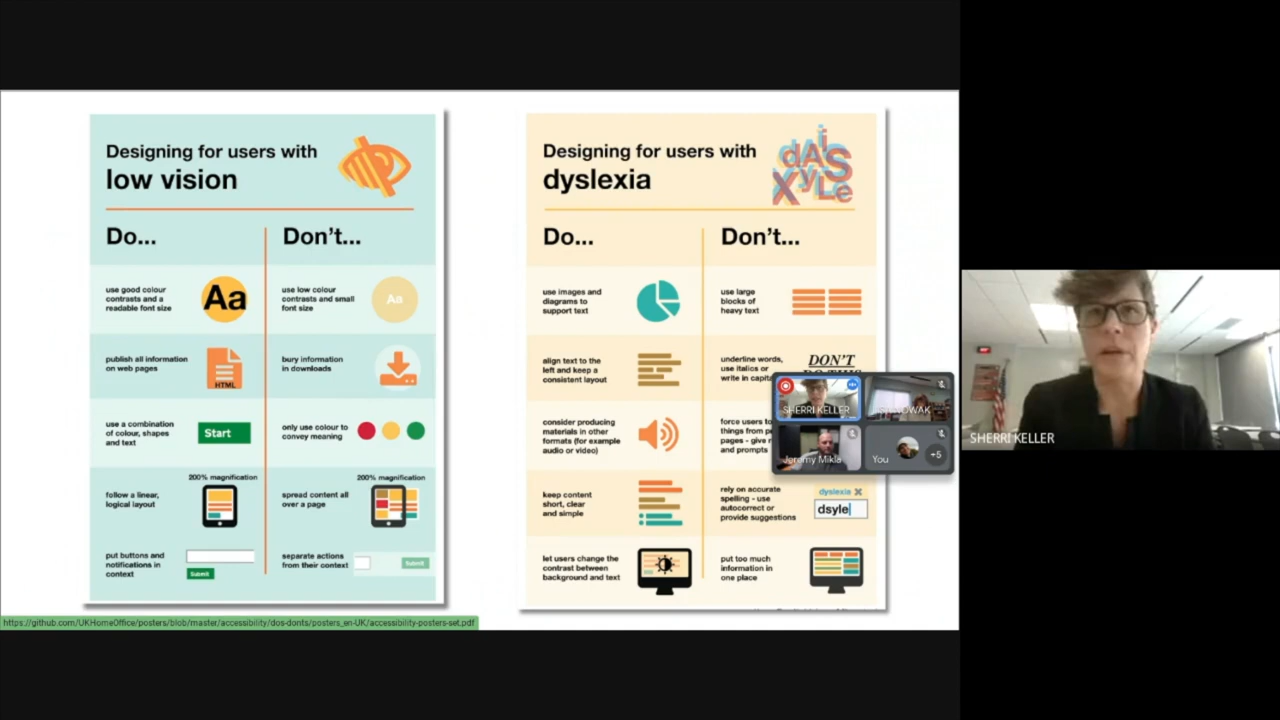 Designing for users with
low vision
Do...
Don't...
use good colour
contrasts and a
readable font size
Aa
use low colour
contrasts and small
font size
Aa
publish all information
on web pages
HTML
bury information
in downloads
use a combination
of colour, shapes
and text
Start
only use colour to
convey meaning
200% magnification
follow a linear,
logical layout
200% magnification
spread content all
over a page
put buttons and
notifications in
context
Submit
separate actions
from their context
Submit
Designing for users with
dyslexia
Do...
Don't...
use images and
diagrams to
support text
use large
blocks of
heavy text
align text to the
left and keep a
consistent layout
underline words,
use italics or
write in
DON'T
consider producing
materials in other
formats (for example
audio or video)
force users to
things from
pages - give
and prompts
keep content
short, clear
and simple
rely on accurate
spelling - use
autocorrect or
provide suggestions
dyslexia
dsyle
let users change the
contrast between
background and text
put too much
information in
one place
SHERRI KELLER
NOWAK
Jeremy Mikla
You
+5
SHERRI KELLER
https://github.com/UKHomeOffice/posters/blob/master/accessibility/dos-donts/posters_en-UK/accessibility-posters-set.pdf